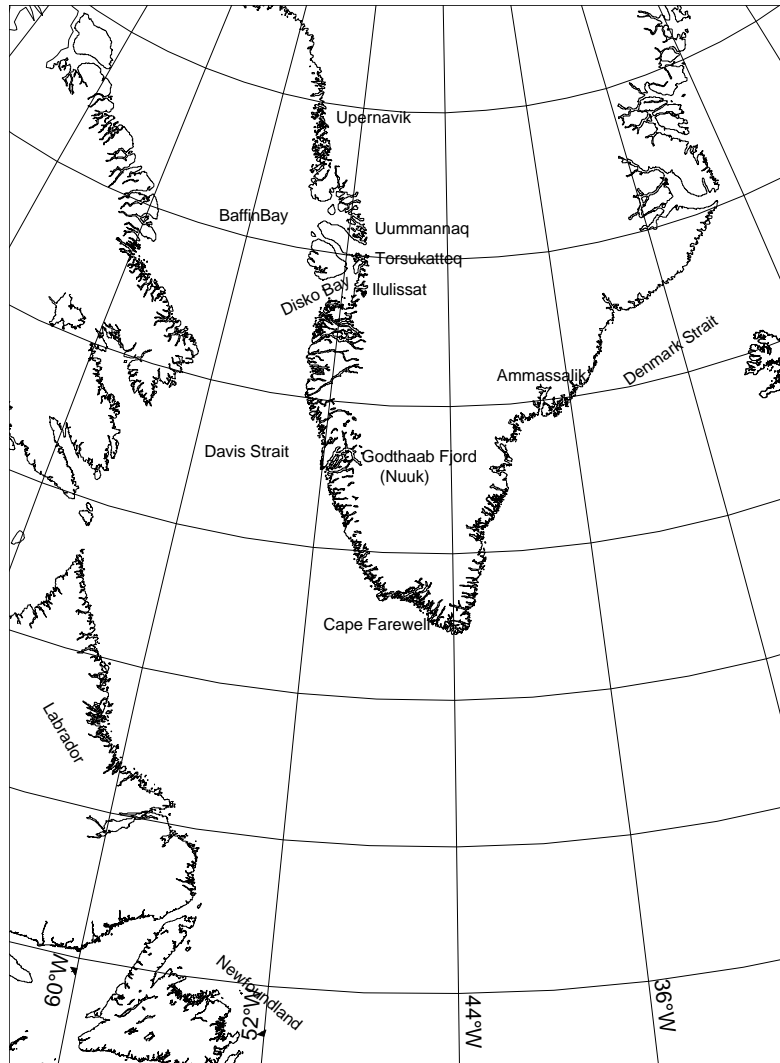 Upernavik
BaffinBay
Uummannaq
Torsukatteq
Disko Bay
Ilulissat
Denmark Strait
Ammassalik
Davis Strait
Godthaab Fjord
(Nuuk)
Cape Farewell
Labrador
Newfoundland
60°W
52°W
44°W
36°W